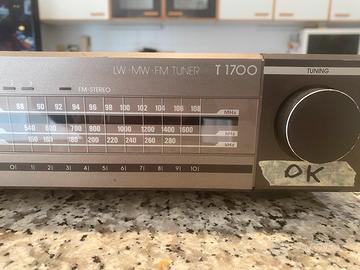 LW-MW-FM TUNER T 1700
TUNING
FM-STEREO
88 90 92 94 96 98 100 102 104 106 108 MHz
540 600 700 800 1000 1200 1400 1600 kHz
150 160 180 200 220 240 260 280 kHz
0 1 2 3 4 5 6 7 8 9 10
OK